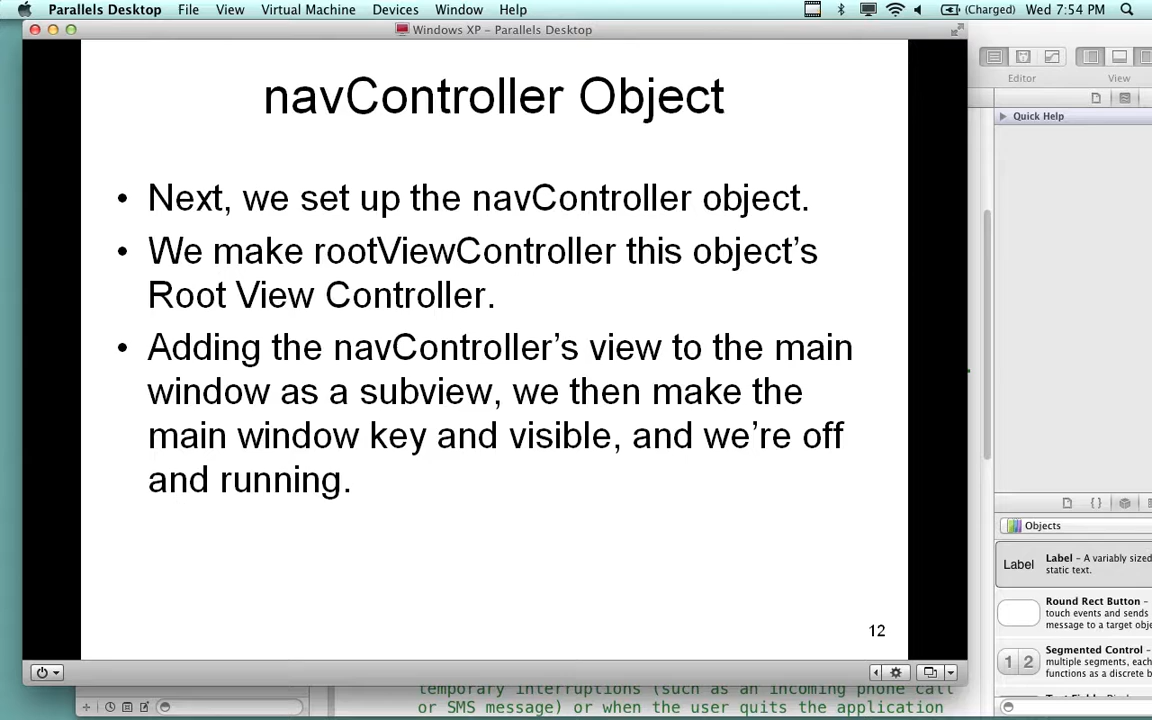 Parallels Desktop File View Virtual Machine Devices Window Help (Charged) Wed 7:54 PM
Windows XP – Parallels Desktop
Editor View
Quick Help
navController Object
• Next, we set up the navController object.
• We make rootViewController this object's
Root View Controller.
• Adding the navController's view to the main
window as a subview, we then make the
main window key and visible, and we're off
and running.
12
{ }
Objects
Label Label – A variably sized
static text.
Round Rect Button –
touch events and sends
message to a target obje
1 2 Segmented Control –
multiple segments, each
functions as a discrete b
temporary interruptions (such as an incoming phone call
or SMS message) or when the user quits the application